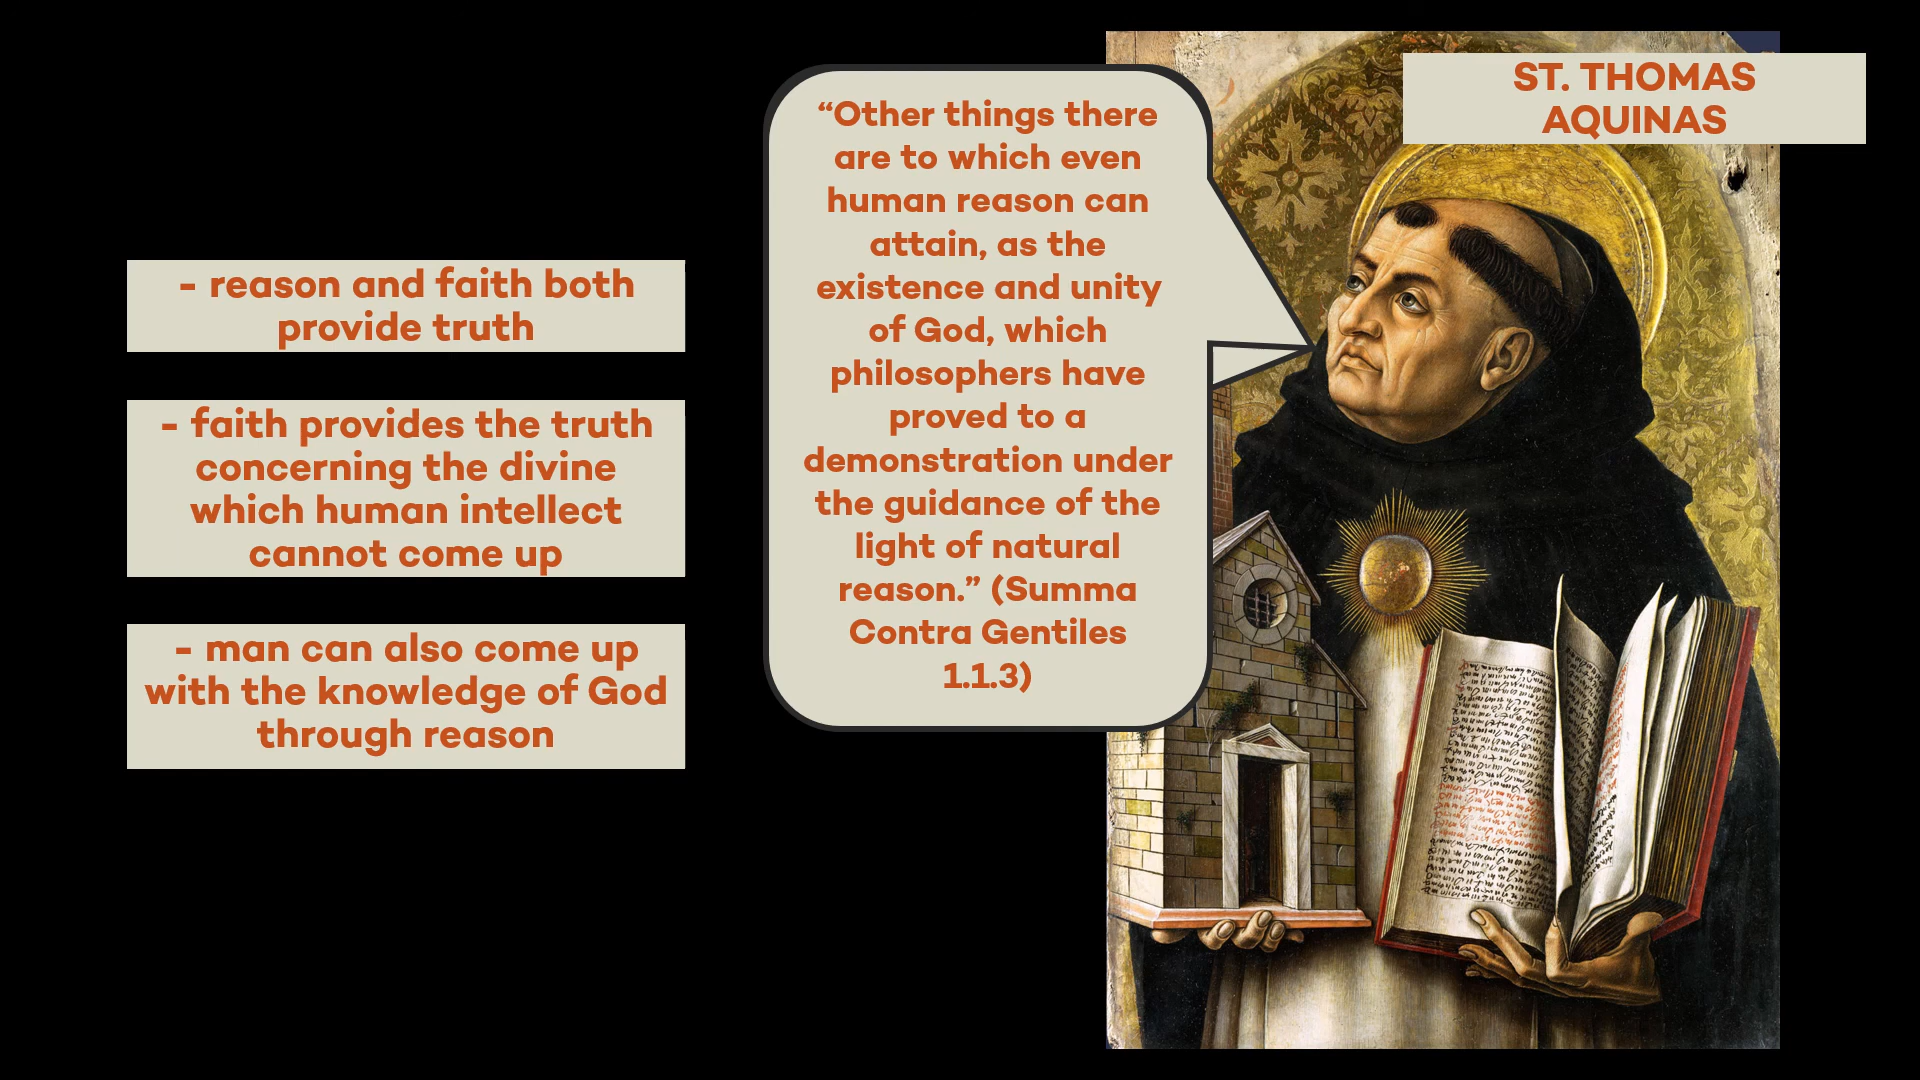 - reason and faith both
provide truth
- faith provides the truth
concerning the divine
which human intellect
cannot come up
- man can also come up
with the knowledge of God
through reason
“Other things there
are to which even
human reason can
attain, as the
existence and unity
of God, which
philosophers have
proved to a
demonstration under
the guidance of the
light of natural
reason.” (Summa
Contra Gentiles
1.1.3)
ST. THOMAS
AQUINAS